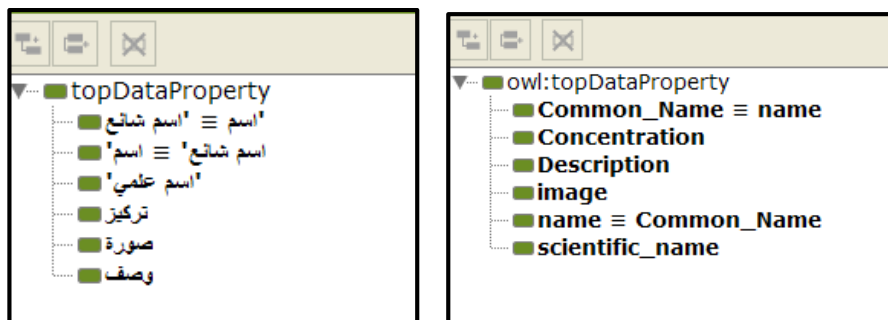 topDataProperty
'اسم ≡ 'اسم شائع
اسم شائع' ≡ اسم'
'اسم علمي'
تركيز
صورة
وصف
owl:topDataProperty
Common_Name ≡ name
Concentration
Description
image
name ≡ Common_Name
scientific_name